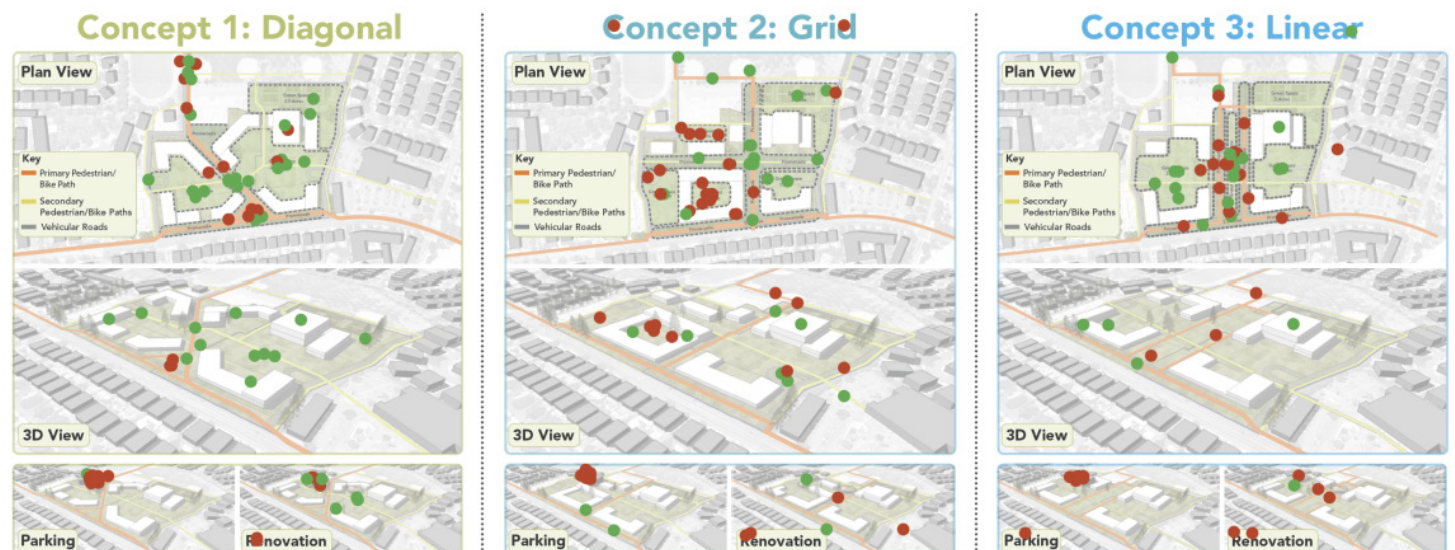 Concept 1: Diagonal
Plan View
Key
Primary Pedestrian/
Bike Path
Secondary
Pedestrian/Bike Paths
Vehicular Roads
3D View
Parking
Renovation
Concept 2: Grid
Plan View
Key
Primary Pedestrian/
Bike Path
Secondary
Pedestrian/Bike Paths
Vehicular Roads
3D View
Parking
Renovation
Concept 3: Linear
Plan View
Key
Primary Pedestrian/
Bike Path
Secondary
Pedestrian/Bike Paths
Vehicular Roads
3D View
Parking
Renovation